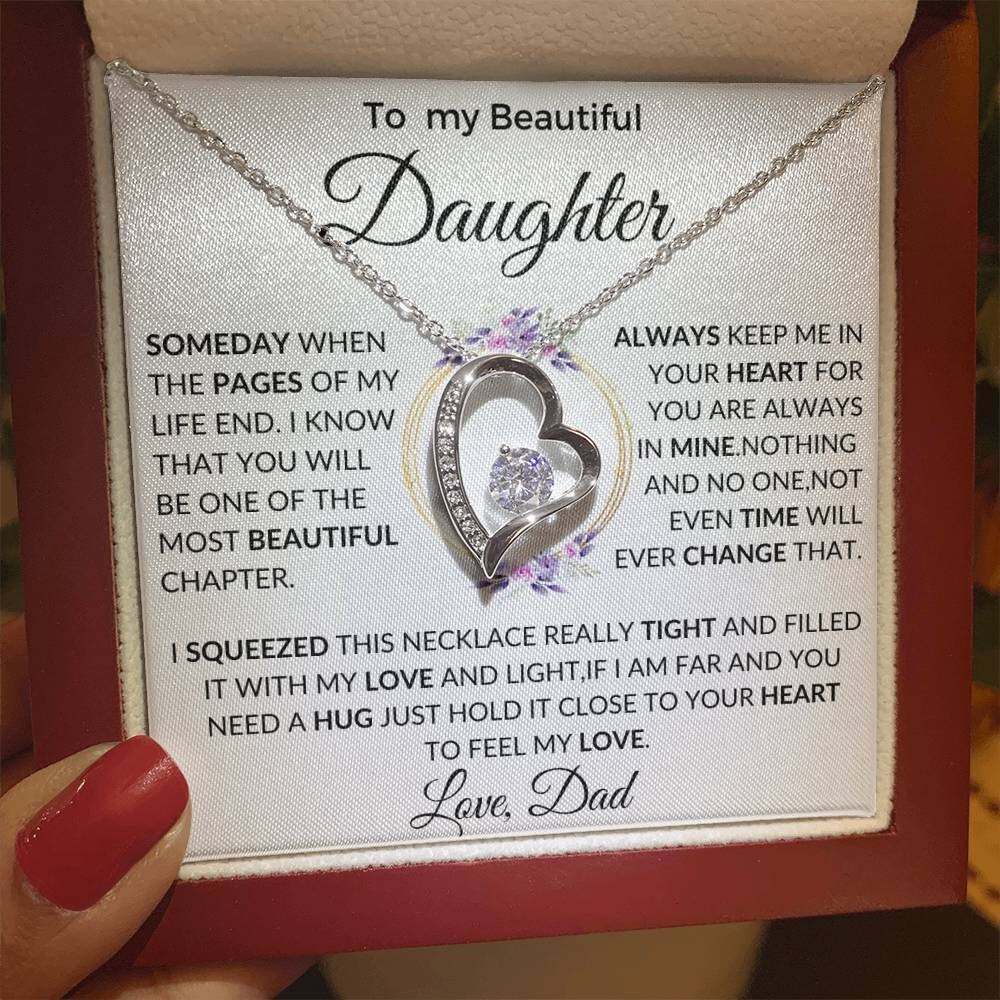 To my Beautiful
Daughter
SOMEDAY WHEN
THE PAGES OF MY
LIFE END. I KNOW
THAT YOU WILL
BE ONE OF THE
MOST BEAUTIFUL
CHAPTER.
ALWAYS KEEP ME IN
YOUR HEART FOR
YOU ARE ALWAYS
IN MINE.NOTHING
AND NO ONE,NOT
EVEN TIME WILL
EVER CHANGE THAT.
I SQUEEZED THIS NECKLACE REALLY TIGHT AND FILLED
IT WITH MY LOVE AND LIGHT,IF I AM FAR AND YOU
NEED A HUG JUST HOLD IT CLOSE TO YOUR HEART
TO FEEL MY LOVE.
Love, Dad